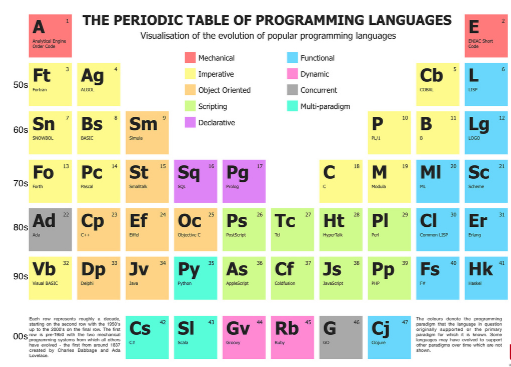 THE PERIODIC TABLE OF PROGRAMMING LANGUAGES
Visualisation of the evolution of popular programming languages
A 1
Analytical Engine
Order Code
E 2
ENIAC Short
Code
Mechanical
Imperative
Object Oriented
Scripting
Declarative
Functional
Dynamic
Concurrent
Multi-paradigm
50s
Ft 3
Fortran
Ag 4
ALGOL
Cb 5
COBOL
L 6
LISP
60s
Sn 7
SNOWBOL
Bs 8
BASIC
Sm 9
Simula
P 10
PL/1
B 11
B
Lg 12
LOGO
70s
Fo 13
Forth
Pc 14
Pascal
St 15
Smalltalk
Sq 16
SQL
Pg 17
Prolog
C 18
C
M 19
Modula
Ml 20
ML
Sc 21
Scheme
80s
Ad 22
Ada
Cp 23
C++
Ef 24
Eiffel
Oc 25
Objective C
Ps 26
PostScript
Tc 27
Tcl
Ht 28
HyperTalk
Pl 29
Perl
Cl 30
Common LISP
Er 31
Erlang
90s
Vb 32
Visual BASIC
Dp 33
Delphi
Jv 34
Java
Py 35
Python
As 36
AppleScript
Cf 37
Coldfusion
Js 38
JavaScript
Pp 39
PHP
Fs 40
F#
Hk 41
Haskel
00s
Cs 42
C#
Sl 43
Scala
Gv 44
Groovy
Rb 45
Ruby
G 46
GO
Cj 47
Clojure
Each row represents roughly a decade,
starting on the second row with the 1950's
up to the 2000's on the final row. The first
row is pre-1950 with the two mechanical
programming systems from which all others
have evolved - the first from around 1837
created by Charles Babbage and Ada
Lovelace.
The colours denote the programming
paradigm that the language in question
originally supported or the primary
paradigm for which it is known. Some
languages may have evolved to support
other paradigms over time which are not
shown.